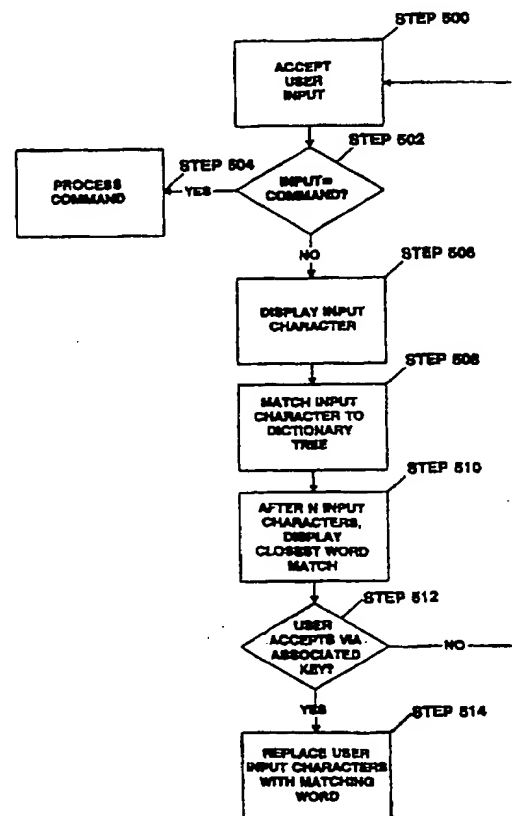 STEP 500
ACCEPT
USER
INPUT
STEP 502
INPUT=
COMMAND?
STEP 504
YES
PROCESS
COMMAND
NO
STEP 506
DISPLAY INPUT
CHARACTER
STEP 508
MATCH INPUT
CHARACTER TO
DICTIONARY
TREE
STEP 510
AFTER N INPUT
CHARACTERS,
DISPLAY
CLOSEST WORD
MATCH
STEP 512
USER
ACCEPTS VIA
ASSOCIATED
KEY?
NO
YES
STEP 514
REPLACE USER
INPUT CHARACTERS
WITH MATCHING
WORD